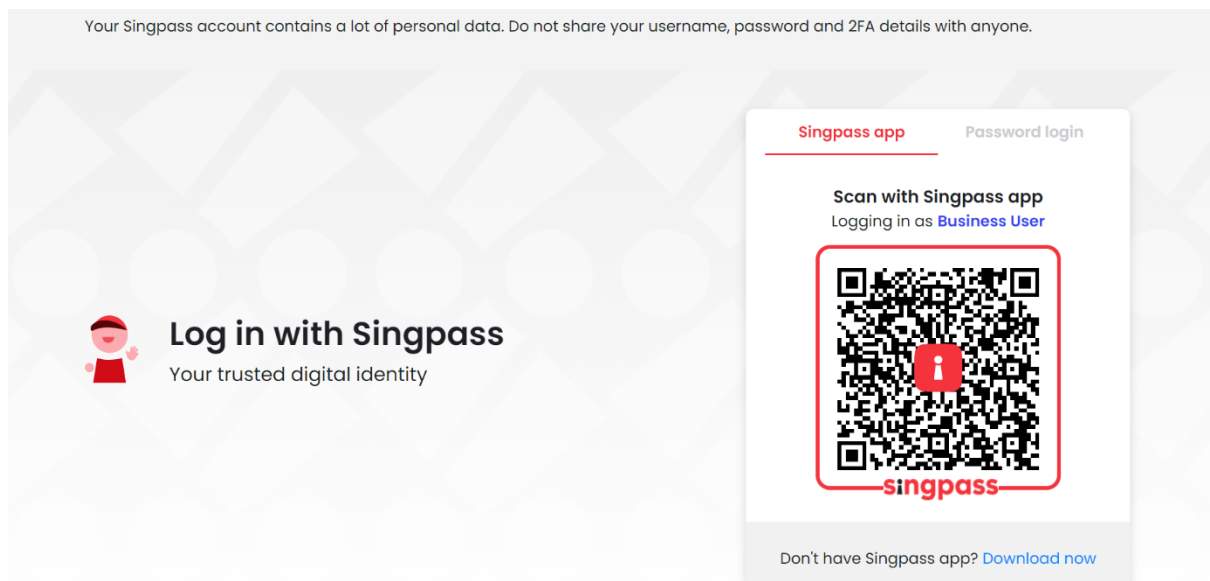 Your Singpass account contains a lot of personal data. Do not share your username, password and 2FA details with anyone.
Log in with Singpass
Your trusted digital identity
Singpass app
Password login
Scan with Singpass app
Logging in as Business User
singpass
Don't have Singpass app? Download now